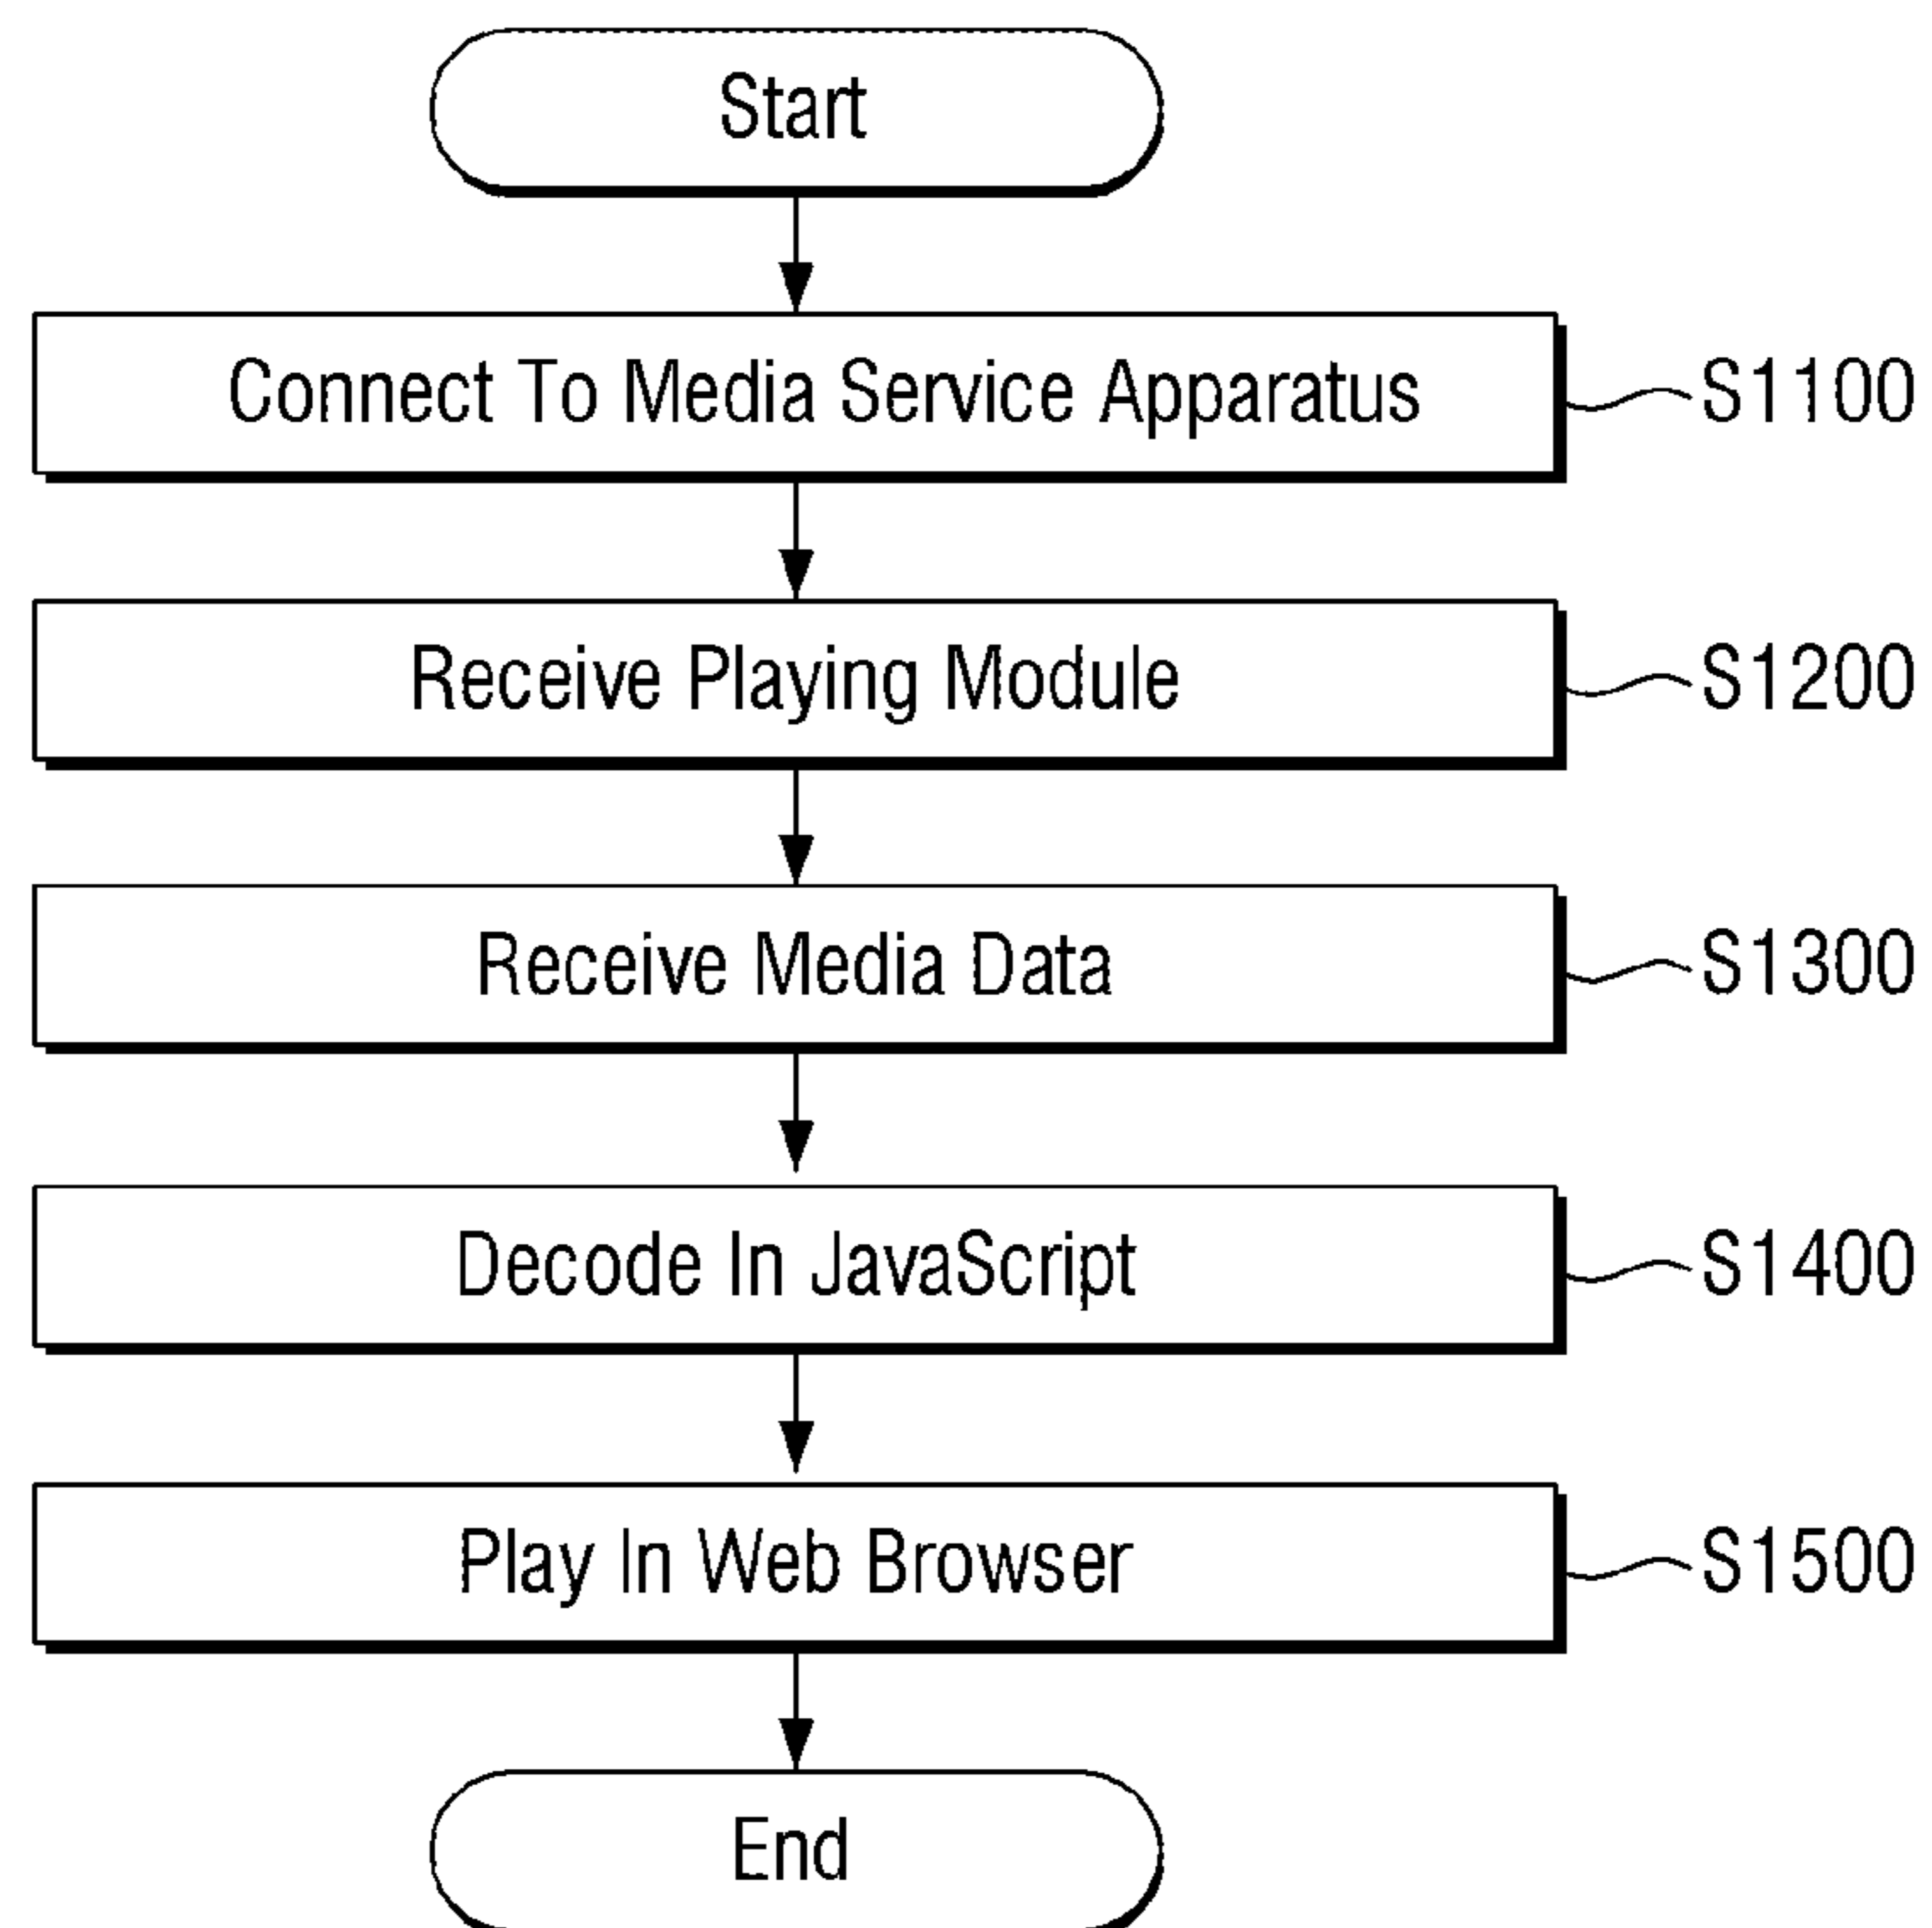 Start
Connect To Media Service Apparatus
S1100
Receive Playing Module
S1200
Receive Media Data
S1300
Decode In JavaScript
S1400
Play In Web Browser
S1500
End